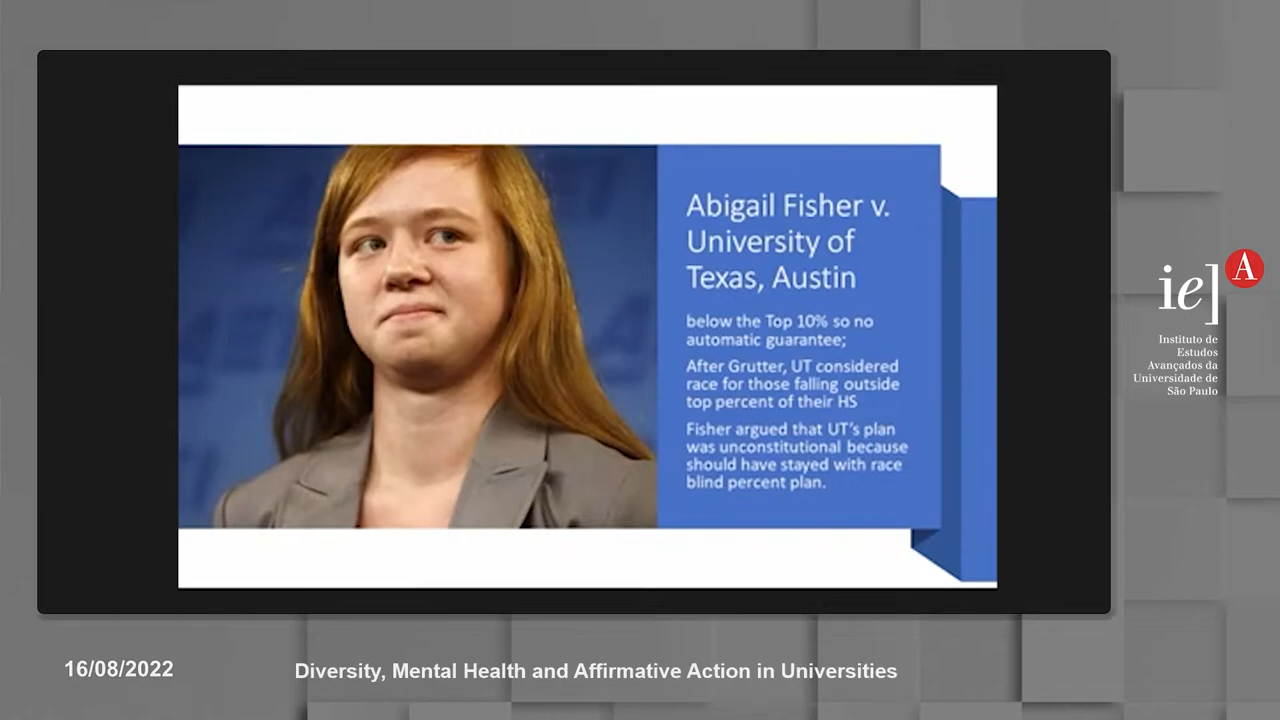 Abigail Fisher v.
University of
Texas, Austin
below the Top 10% so no
automatic guarantee;
After Grutter, UT considered
race for those falling outside
top percent of their HS
Fisher argued that UT's plan
was unconstitutional because
should have stayed with race
blind percent plan.
ie] A
Instituto de
Estudos
Avançados da
Universidade de
São Paulo
16/08/2022
Diversity, Mental Health and Affirmative Action in Universities